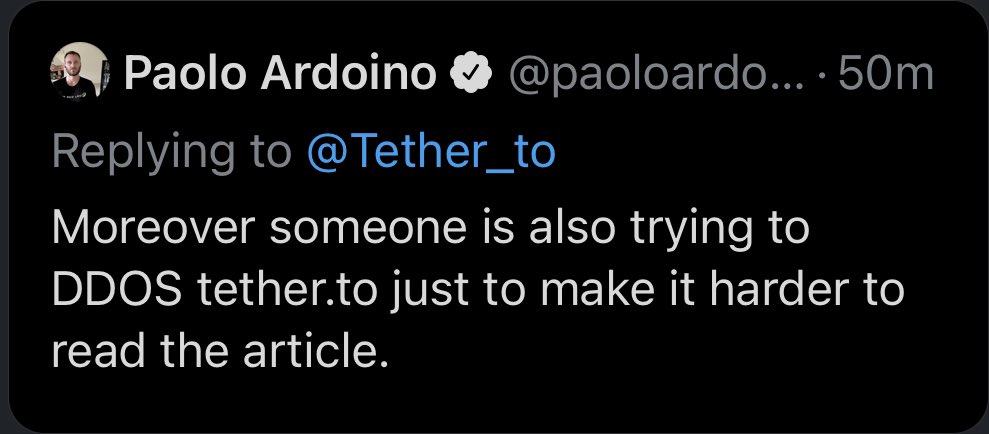 Paolo Ardoino @paoloardo... · 50m
Replying to @Tether_to
Moreover someone is also trying to
DDOS tether.to just to make it harder to
read the article.